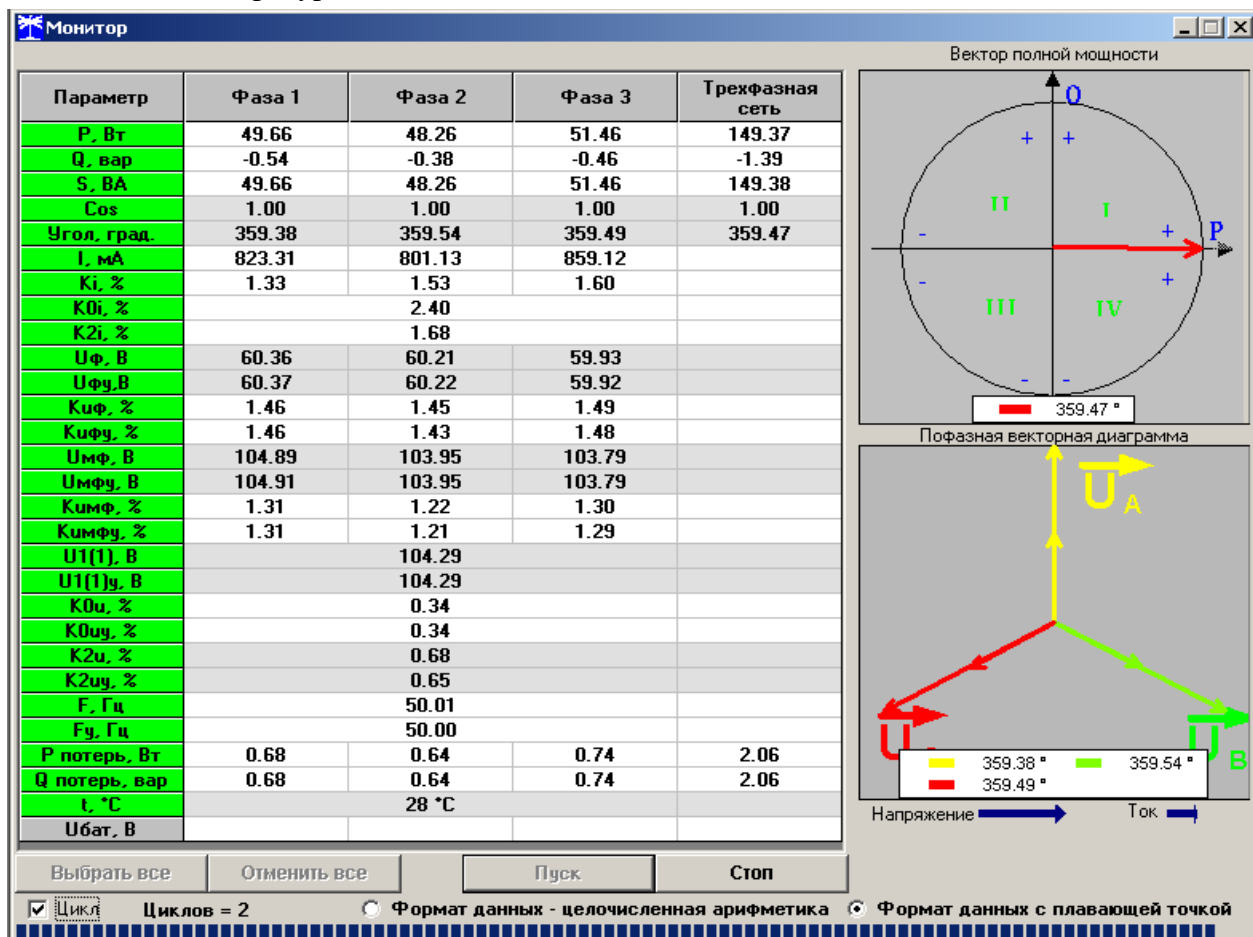 Монитор
Параметр Фаза 1 Фаза 2 Фаза 3 Трехфазная сеть
P, Вт 49.66 48.26 51.46 149.37
Q, вар -0.54 -0.38 -0.46 -1.39
S, ВА 49.66 48.26 51.46 149.38
Cos 1.00 1.00 1.00 1.00
Угол, град. 359.38 359.54 359.49 359.47
I, мА 823.31 801.13 859.12
Ki, % 1.33 1.53 1.60
K0i, % 2.40
K2i, % 1.68
Uф, В 60.36 60.21 59.93
Uфу,В 60.37 60.22 59.92
Kuф, % 1.46 1.45 1.49
Kuфу, % 1.46 1.43 1.48
Uмф, В 104.89 103.95 103.79
Uмфу, В 104.91 103.95 103.79
Kuмф, % 1.31 1.22 1.30
Kuмфу, % 1.31 1.21 1.29
U1(1), В 104.29
U1(1)у, В 104.29
K0u, % 0.34
K0uу, % 0.34
K2u, % 0.68
K2uу, % 0.65
F, Гц 50.01
Fу, Гц 50.00
P потерь, Вт 0.68 0.64 0.74 2.06
Q потерь, вар 0.68 0.64 0.74 2.06
t, °C 28 °C
Uбат, В
Вектор полной мощности
Q
+ +
II I
- + P
- +
III IV
- -
359.47 °
Пофазная векторная диаграмма
U A
U U B
359.38 ° 359.54 °
359.49 °
Напряжение Ток
Выбрать все Отменить все Пуск Стоп
Цикл Циклов = 2 Формат данных - целочисленная арифметика Формат данных с плавающей точкой